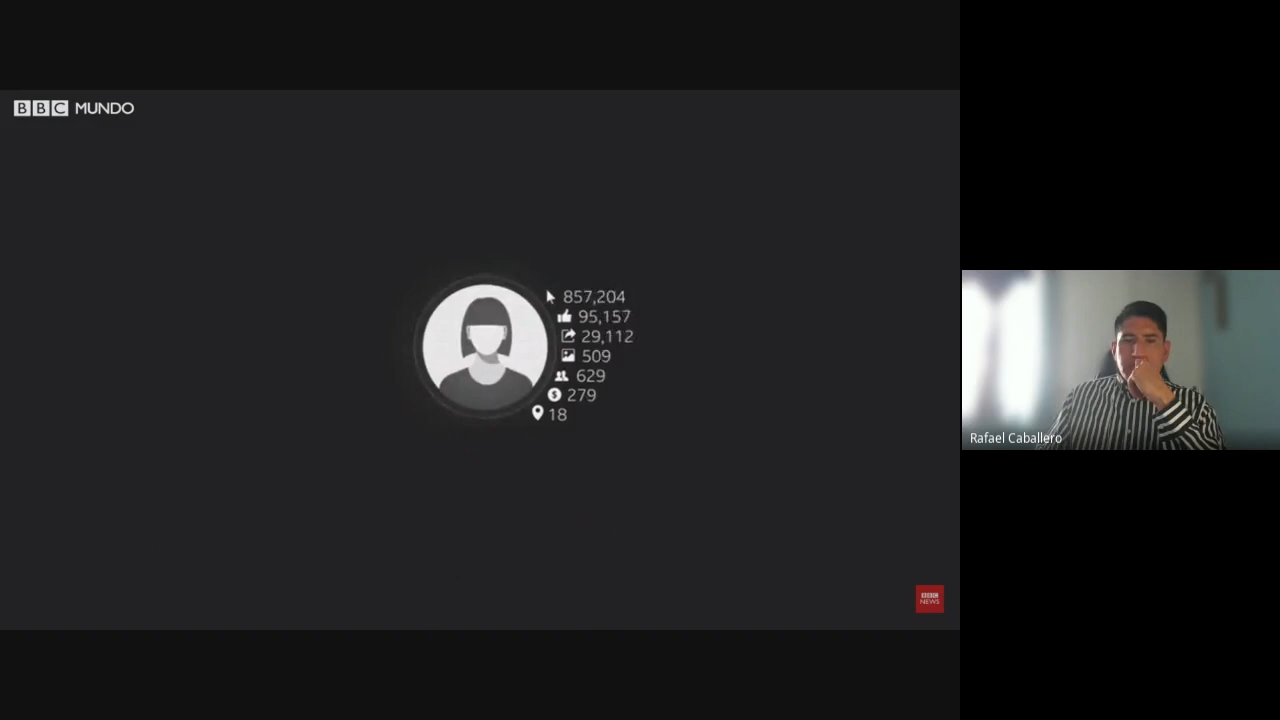 BBC MUNDO
857,204
95,157
29,112
509
629
279
18
Rafael Caballero
BBC
NEWS